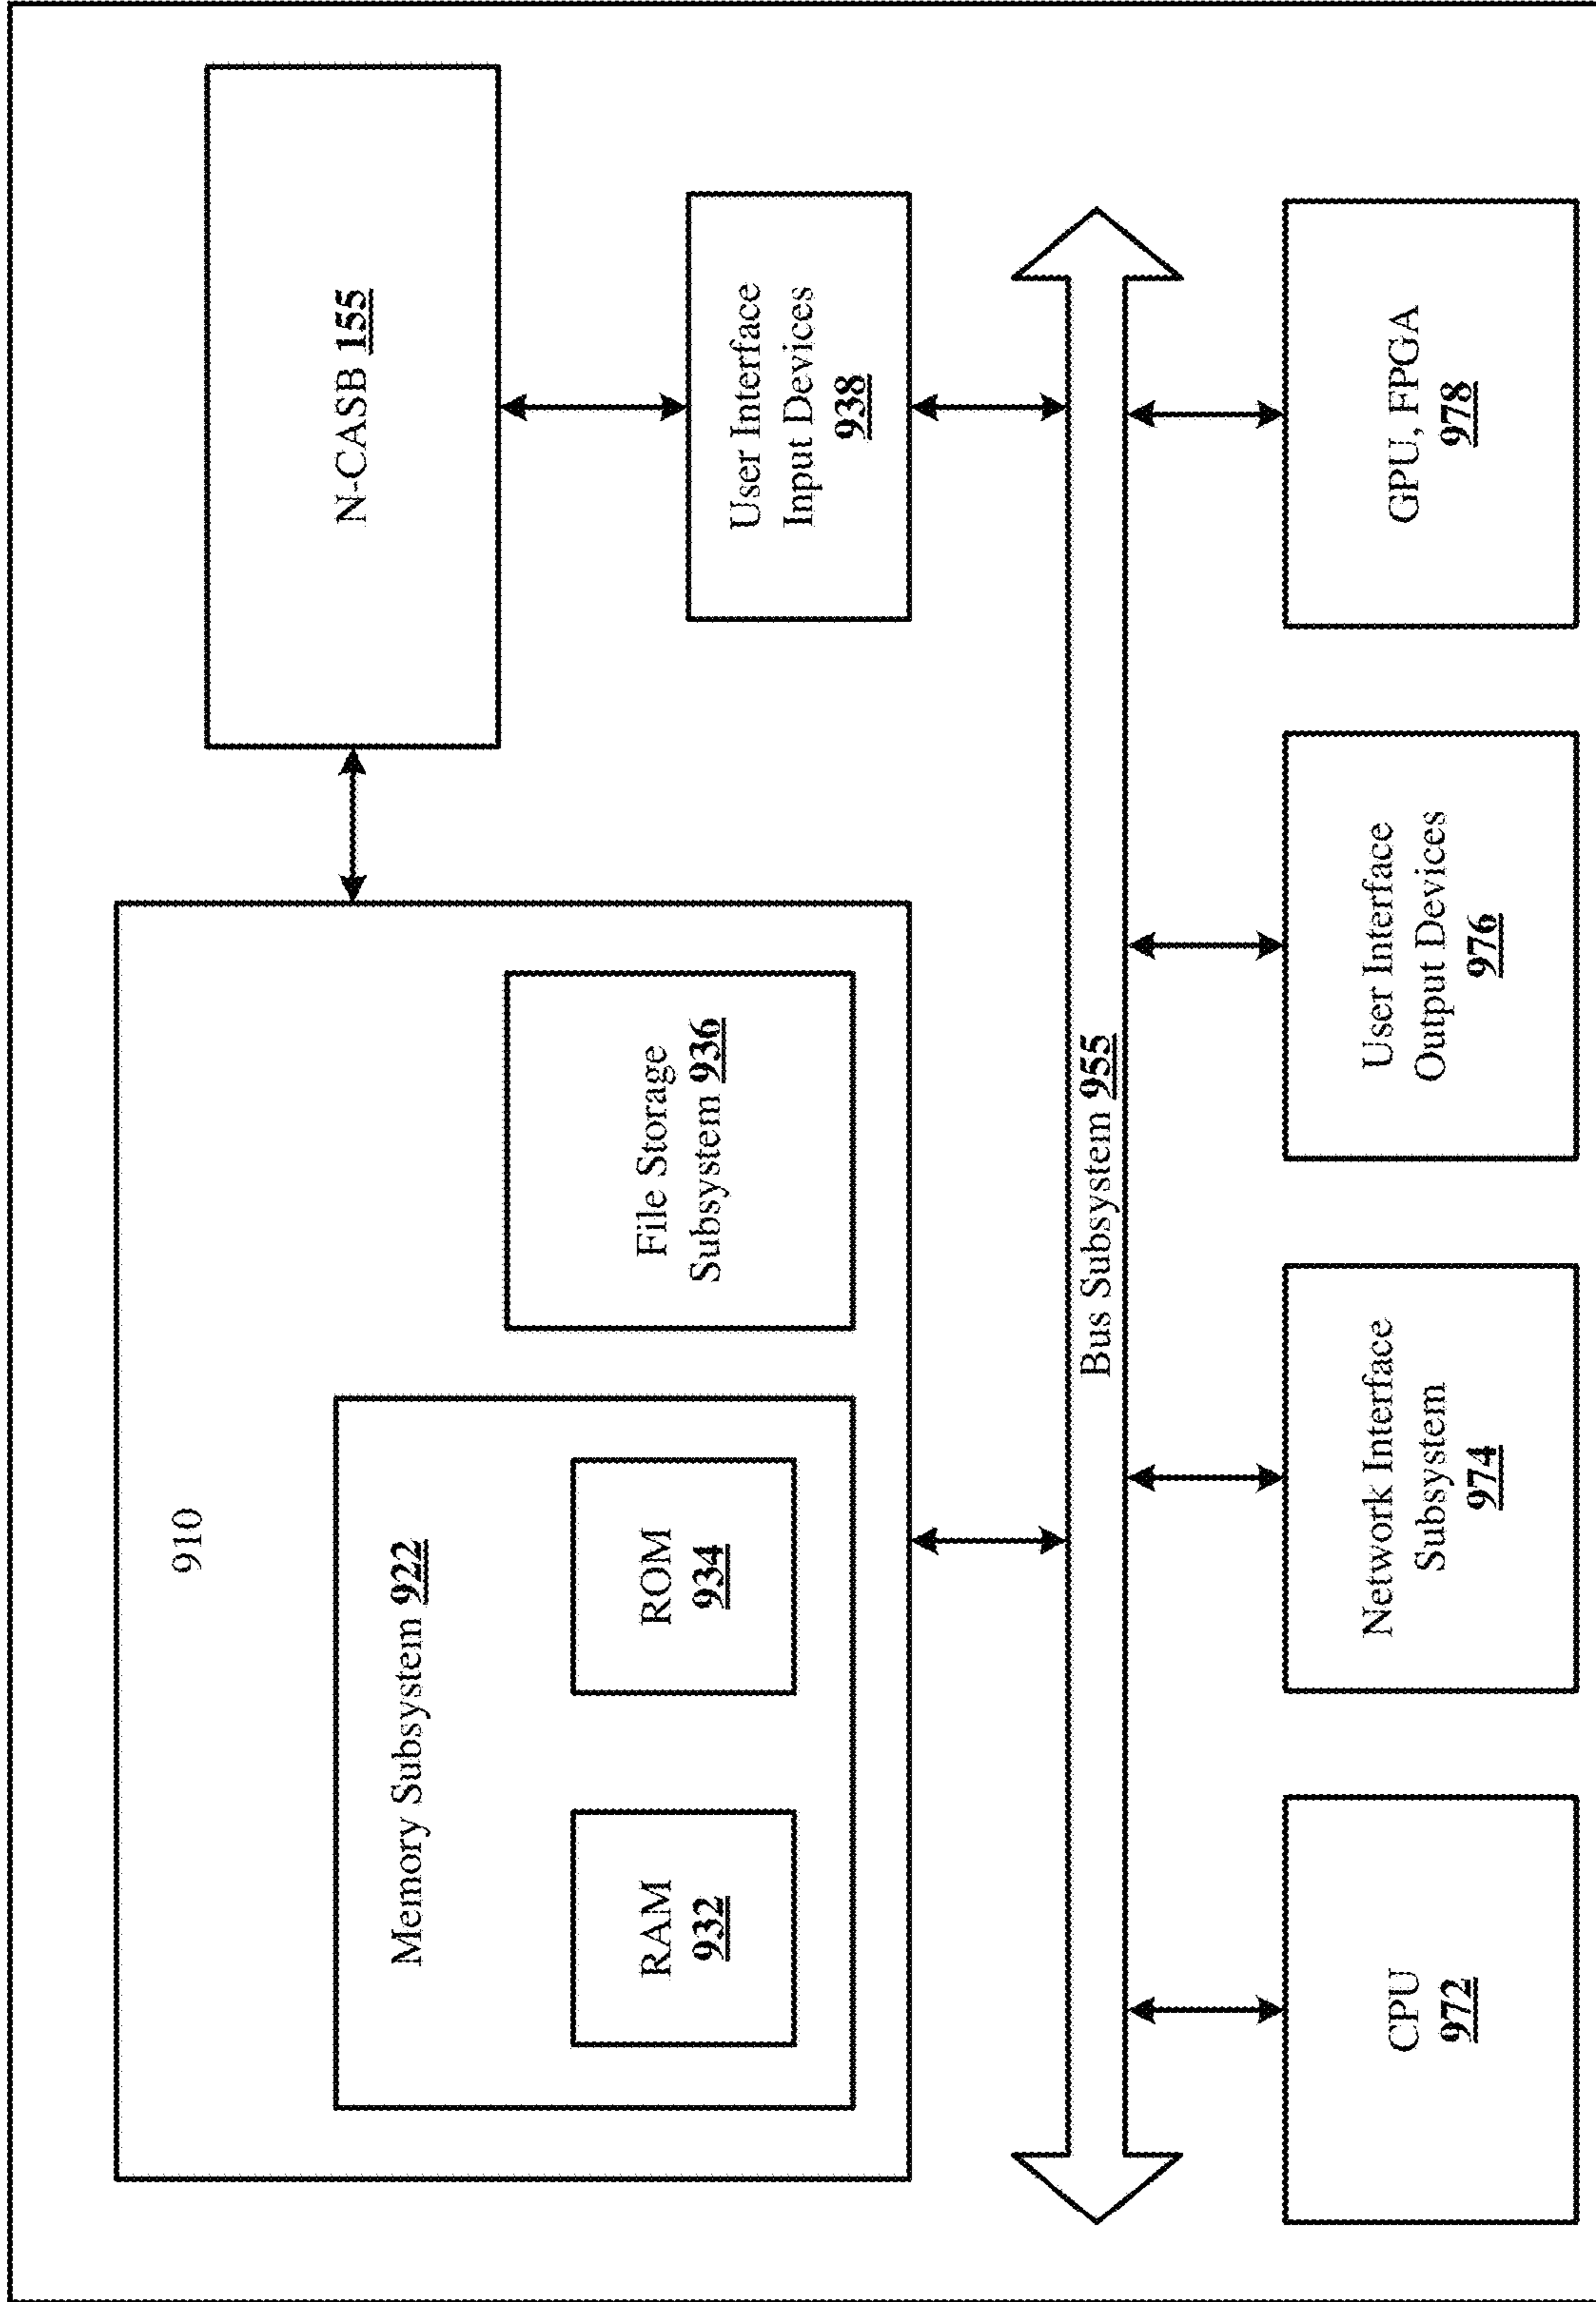 910
Memory Subsystem 922
RAM
932
ROM
934
File Storage
Subsystem 936
N-CASB 155
User Interface
Input Devices
938
Bus Subsystem 955
CPU
972
Network Interface
Subsystem
974
User Interface
Output Devices
976
GPU, FPGA
978